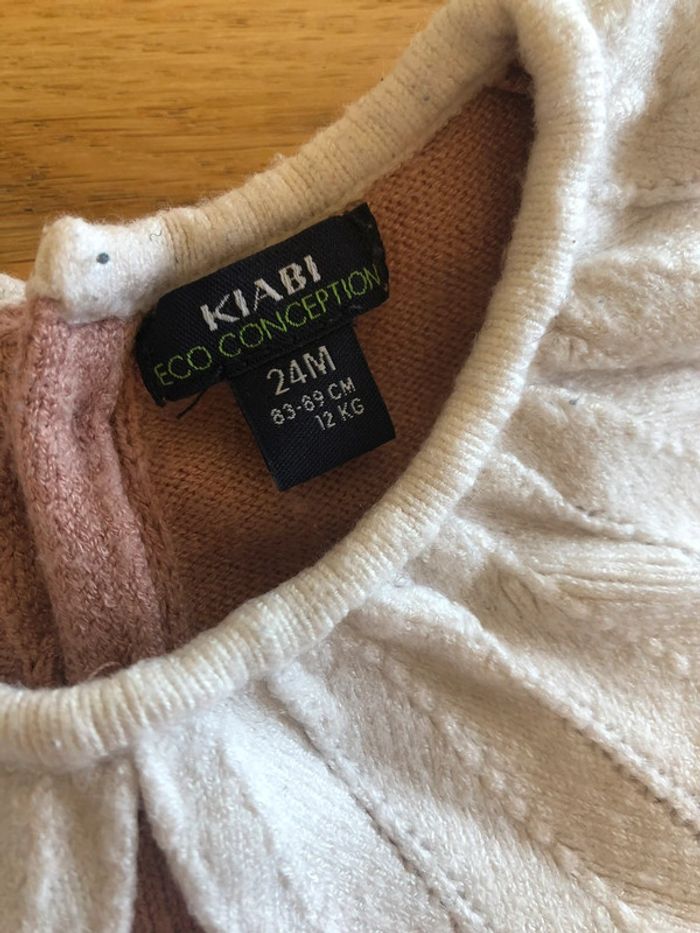 KIABI
ECO CONCEPTION
24M
83-89 CM
12 KG